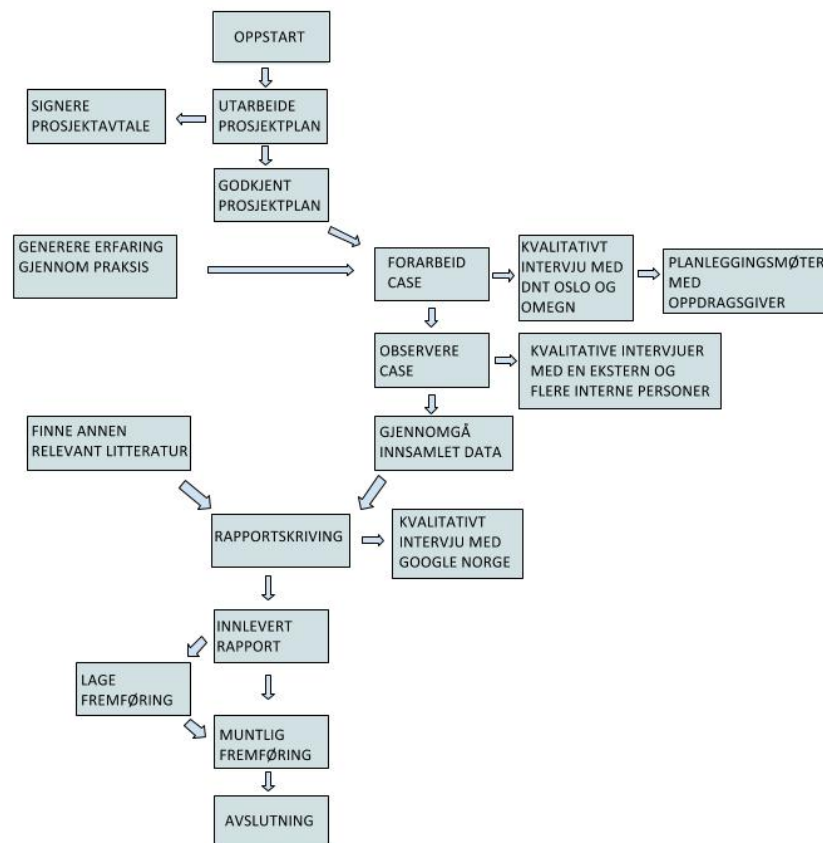 OPPSTART
SIGNERE
PROSJEKTAVTALE
UTARBEIDE
PROSJEKTPLAN
GODKJENT
PROSJEKTPLAN
GENERERE ERFARING
GJENNOM PRAKSIS
FORARBEID
CASE
KVALITATIVT
INTERVJU MED
DNT OSLO OG
OMEGN
PLANLEGGINGSMØTER
MED
OPPDRAGSGIVER
OBSERVERE
CASE
KVALITATIVE INTERVJUER
MED EN EKSTERN OG
FLERE INTERNE PERSONER
FINNE ANNEN
RELEVANT LITTERATUR
GJENNOMGÅ
INNSAMLET DATA
RAPPORTSKRIVING
KVALITATIVT
INTERVJU MED
GOOGLE NORGE
INNLEVERT
RAPPORT
LAGE
FREMFØRING
MUNTLIG
FREMFØRING
AVSLUTNING